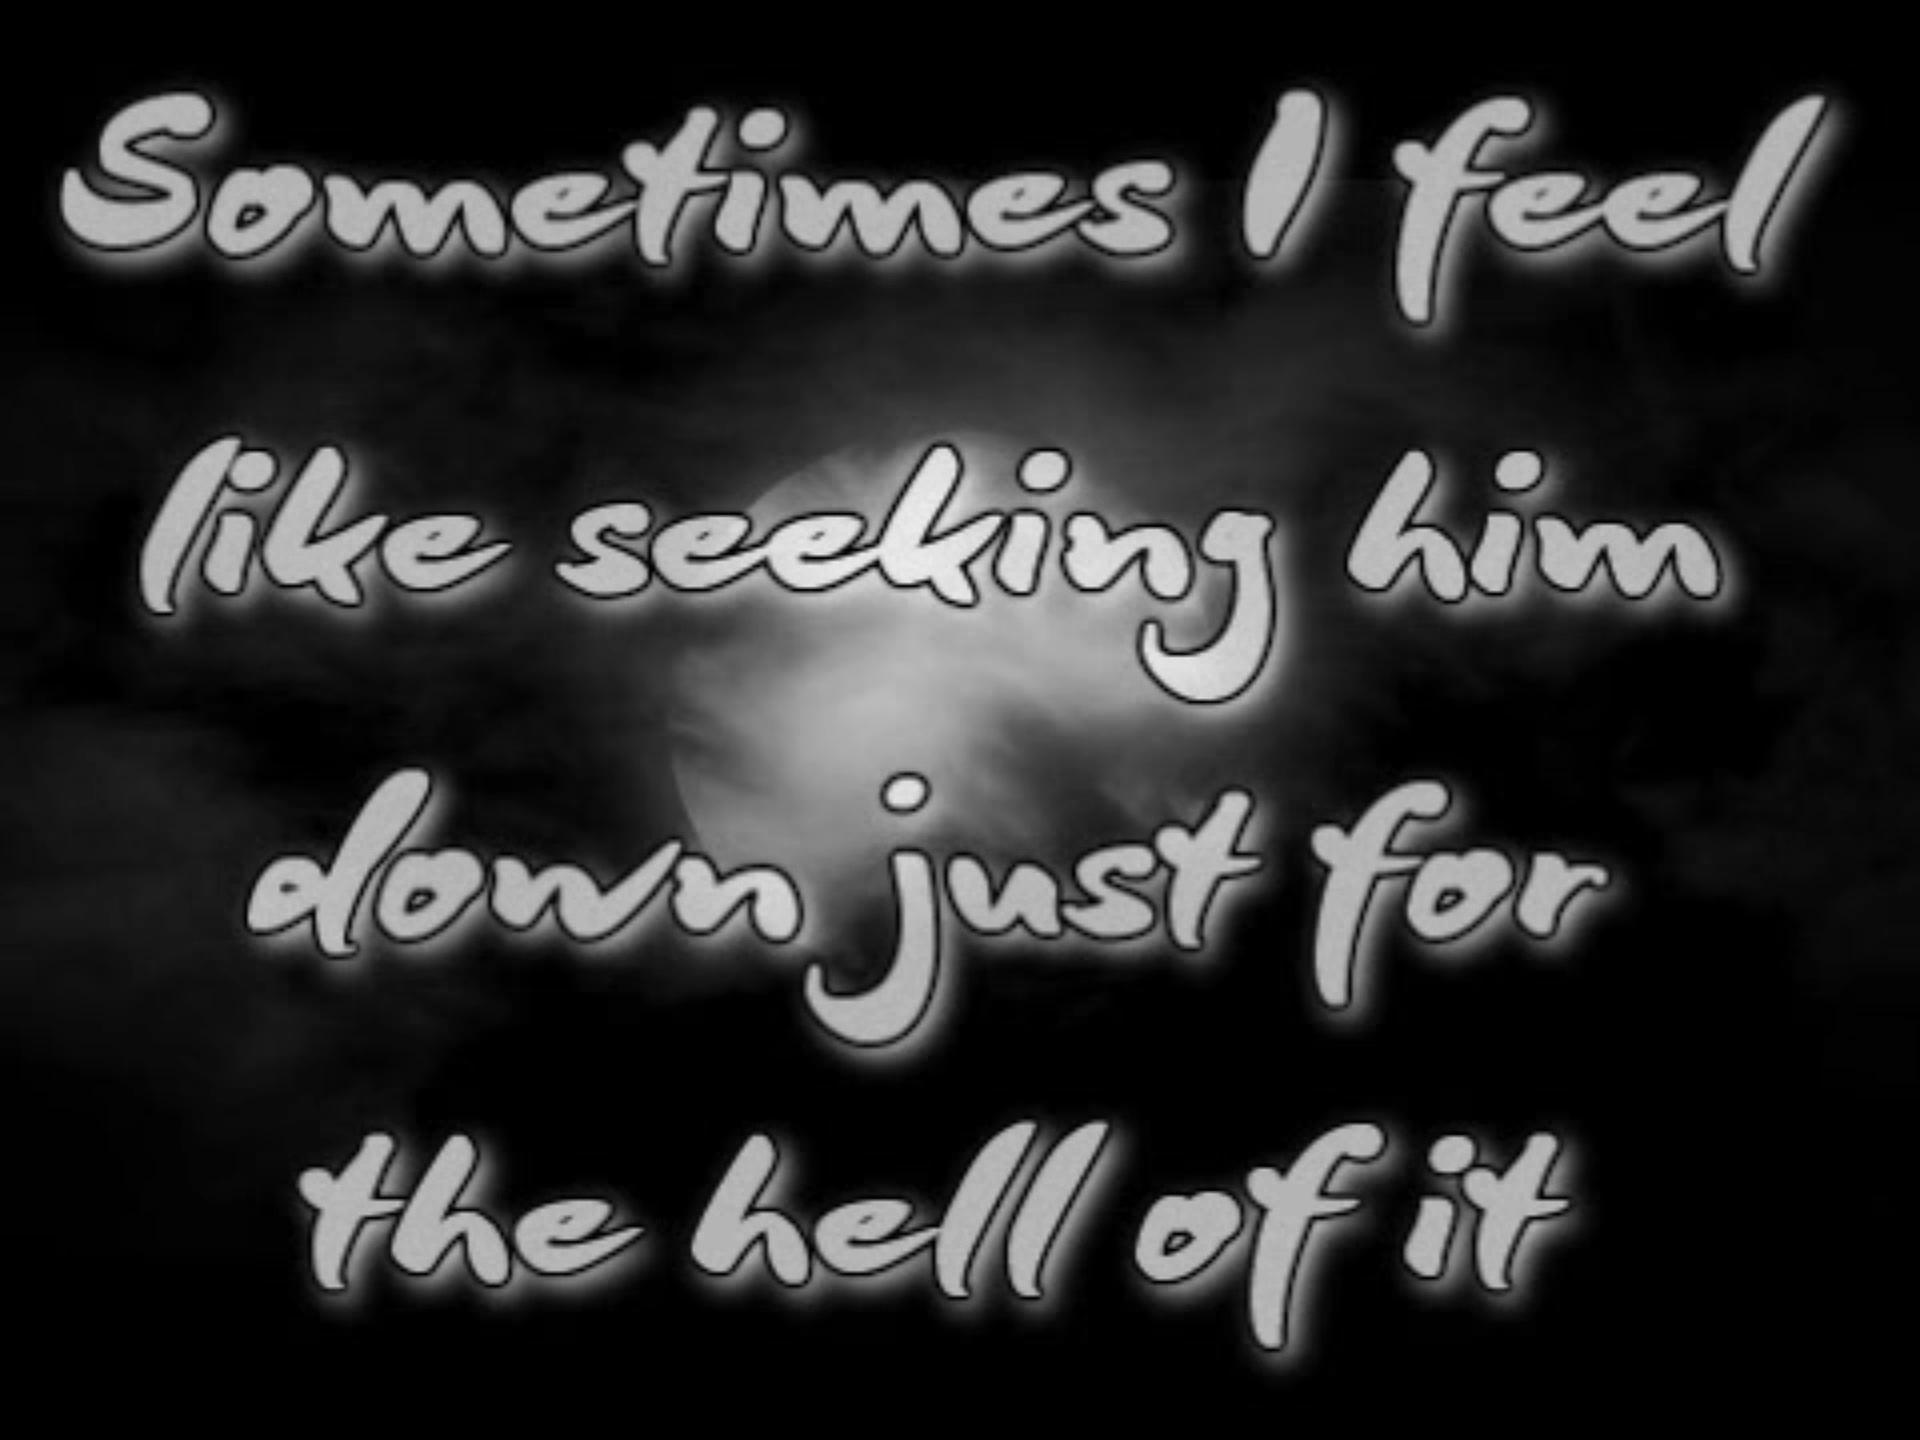 Sometimes I feel
like seeking him
down just for
the hell of it